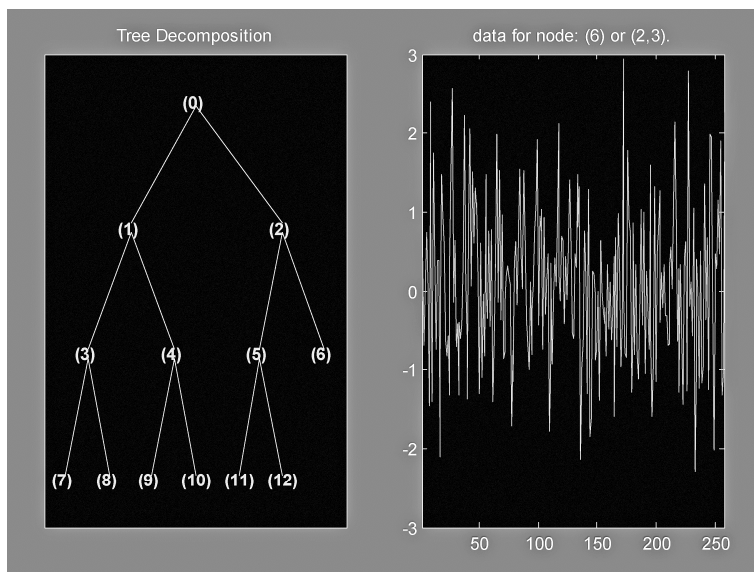 Tree Decomposition
(0)
(1) (2)
(3) (4) (5) (6)
(7) (8) (9) (10) (11) (12)
data for node: (6) or (2,3).
3
2
1
0
-1
-2
-3
50 100 150 200 250